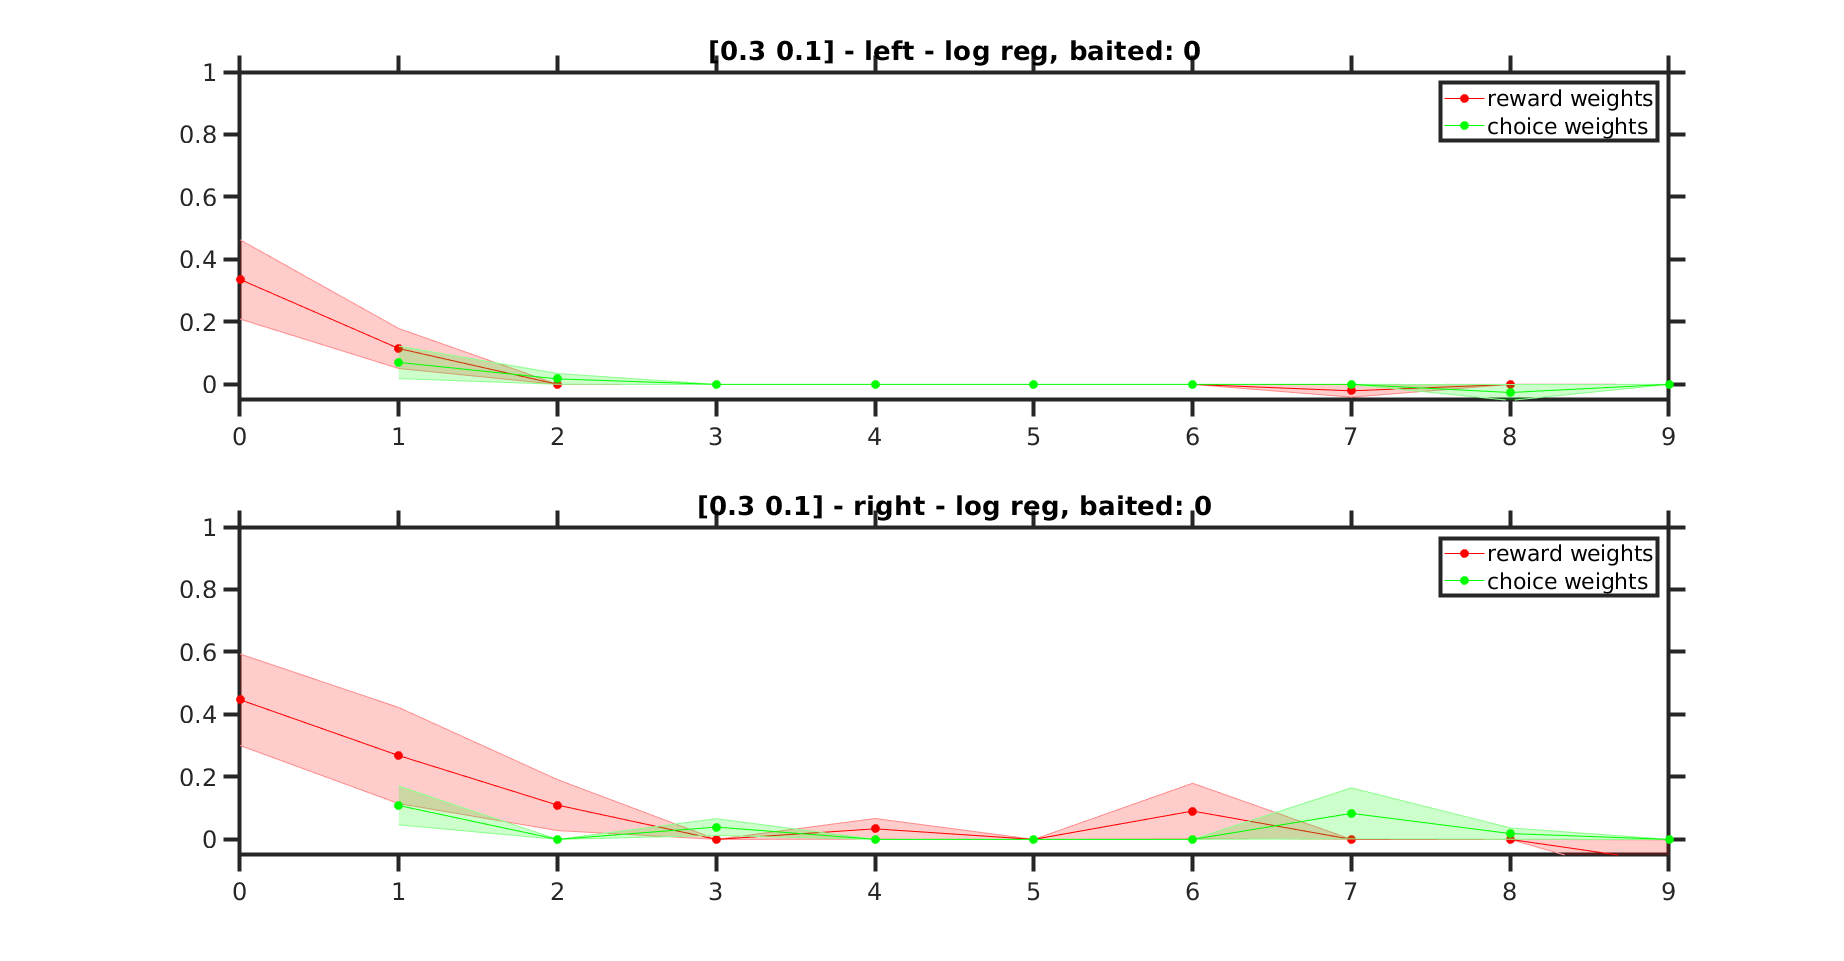 [0.3 0.1] - left - log reg, baited: 0
1
reward weights
choice weights
0.8
0.6
0.4
0.2
0
0 1 2 3 4 5 6 7 8 9
[0.3 0.1] - right - log reg, baited: 0
1
reward weights
choice weights
0.8
0.6
0.4
0.2
0
0 1 2 3 4 5 6 7 8 9